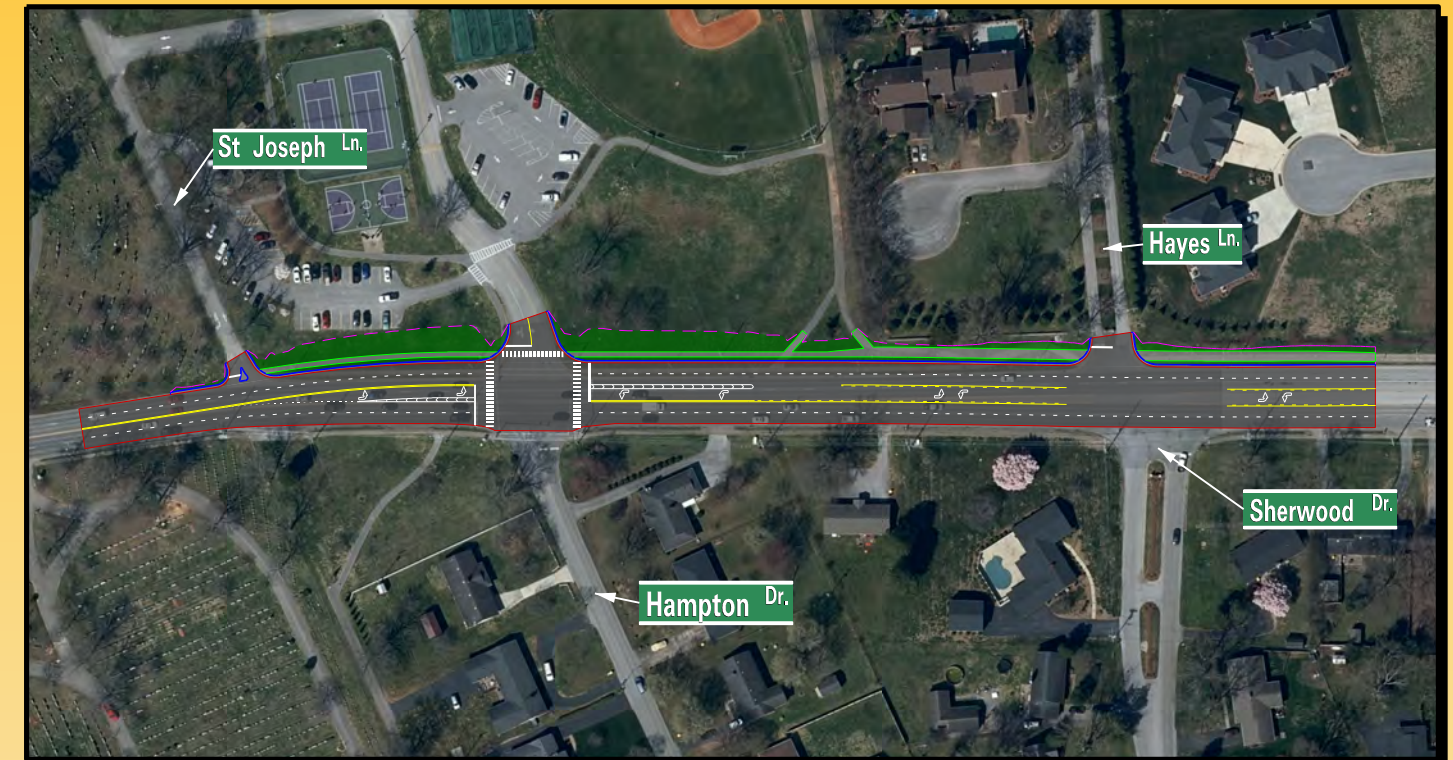 St Joseph Ln.
Hayes Ln.
Sherwood Dr.
Hampton Dr.